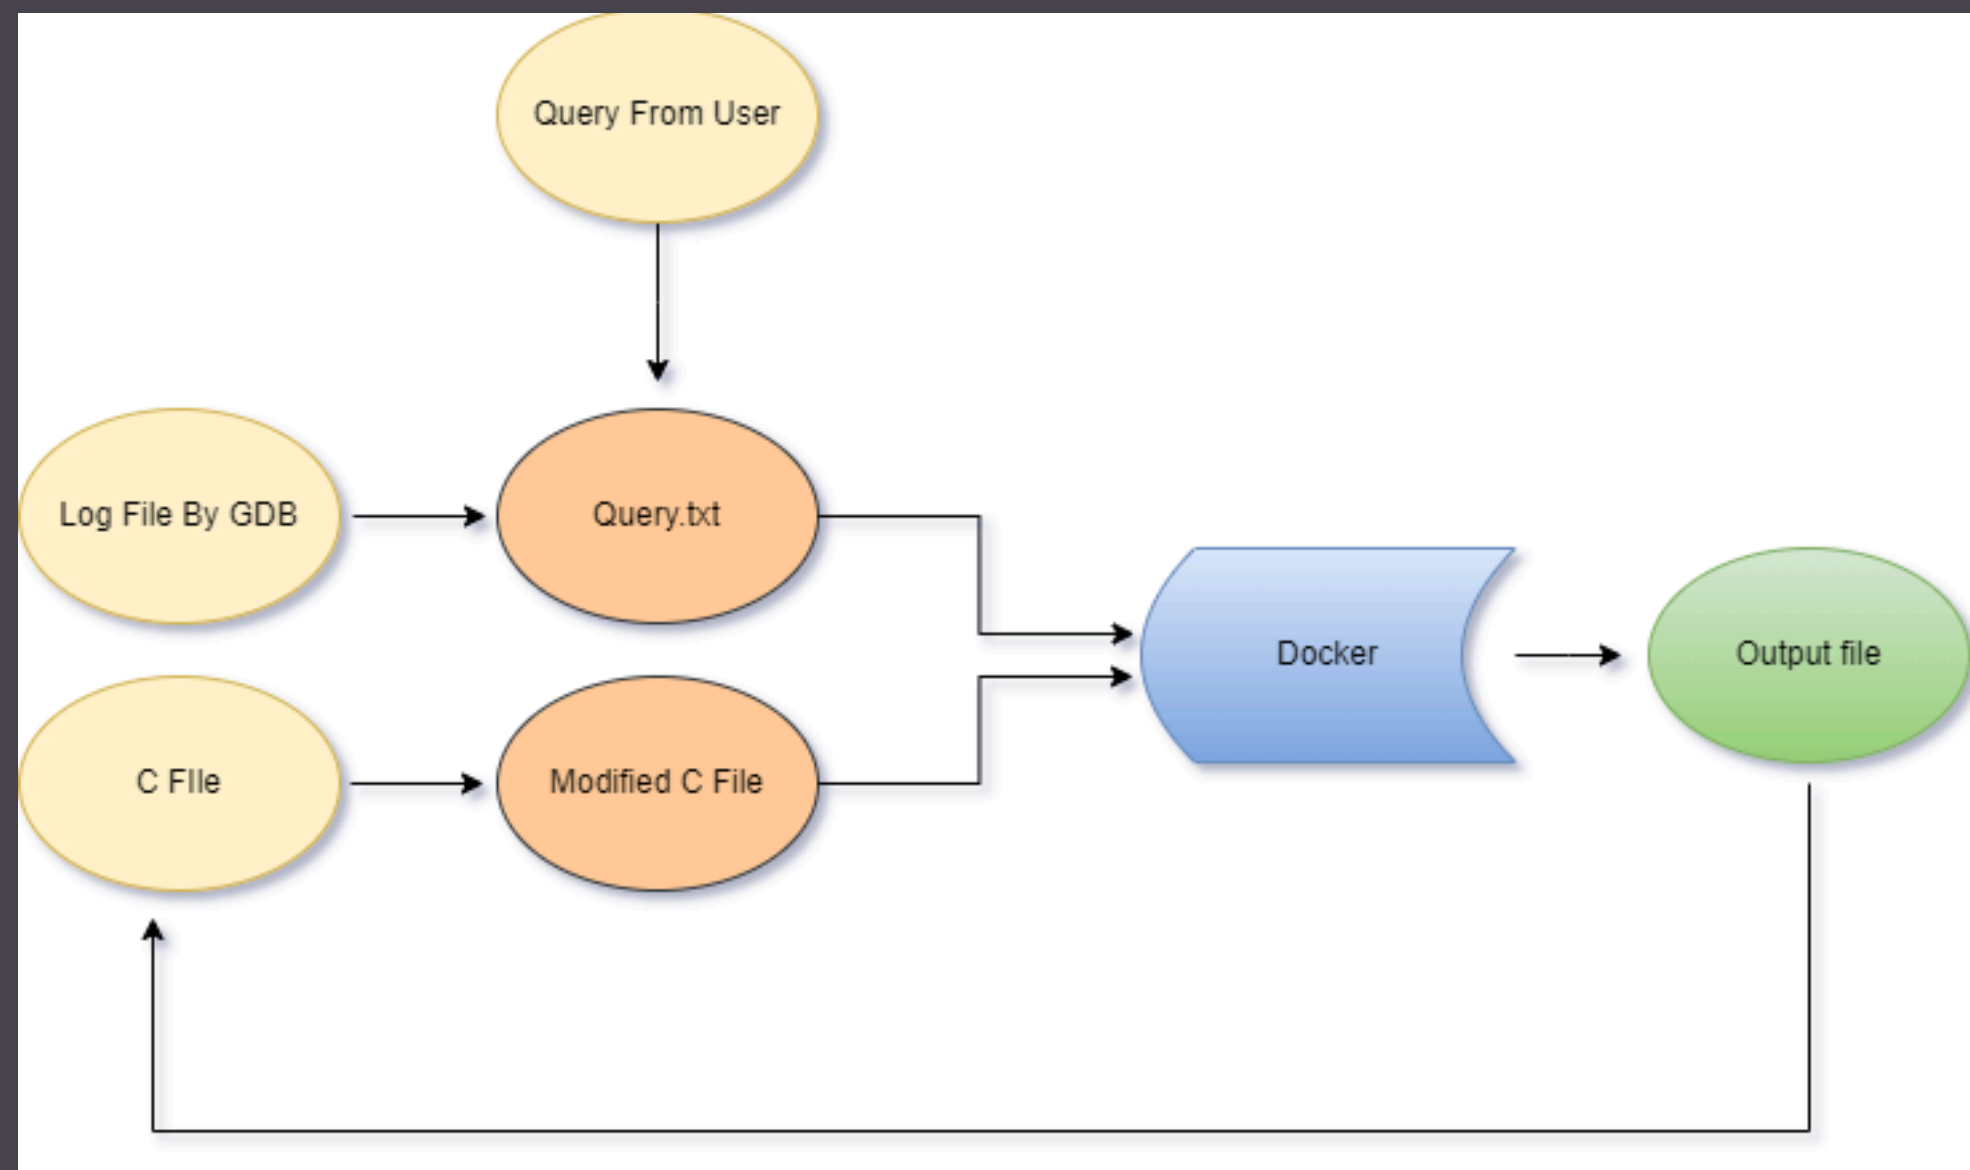 Query From User
Log File By GDB
Query.txt
Docker
Output file
C FIle
Modified C File